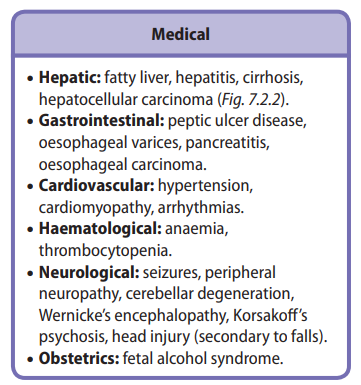 Medical
• Hepatic: fatty liver, hepatitis, cirrhosis,
hepatocellular carcinoma (Fig. 7.2.2).
• Gastrointestinal: peptic ulcer disease,
oesophageal varices, pancreatitis,
oesophageal carcinoma.
• Cardiovascular: hypertension,
cardiomyopathy, arrhythmias.
• Haematological: anaemia,
thrombocytopenia.
• Neurological: seizures, peripheral
neuropathy, cerebellar degeneration,
Wernicke’s encephalopathy, Korsakoff’s
psychosis, head injury (secondary to falls).
• Obstetrics: fetal alcohol syndrome.